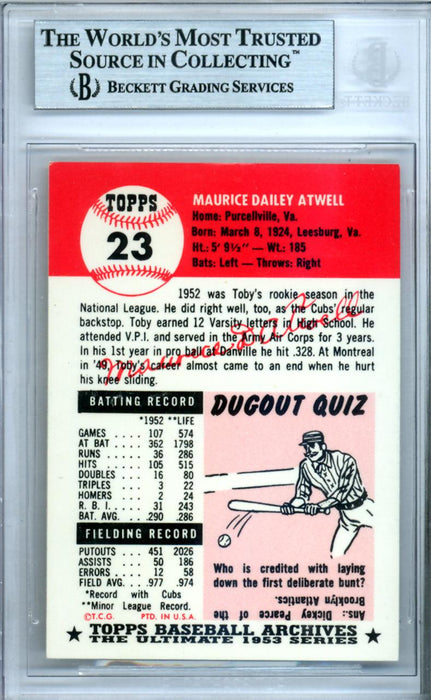 THE WORLD'S MOST TRUSTED
SOURCE IN COLLECTING™
B BECKETT GRADING SERVICES
TOPPS
23
MAURICE DAILEY ATWELL
Home: Purcellville, Va.
Born: March 8, 1924, Leesburg, Va.
Ht.: 5' 9½" — Wt.: 185
Bats: Left – Throws: Right
1952 was Toby's rookie season in the
National League. He did right well, too, as the Cubs' regular
backstop. Toby earned 12 Varsity letters in High School. He
attended V.P.I. and served in the Army Air Corps for 3 years.
In his 1st year in pro ball at Danville he hit .328. At Montreal
in '49, Toby's career almost came to an end when he hurt
his knee sliding.
Maurice D. Atwell
BATTING RECORD
*1952 **LIFE
GAMES .... 107 574
AT BAT .... 362 1798
RUNS .... 36 286
HITS .... 105 515
DOUBLES ... 16 80
TRIPLES ... 3 22
HOMERS ... 2 24
R. B. I. .... 31 243
BAT. AVG. ... .290 .286
FIELDING RECORD
PUTOUTS ... 451 2026
ASSISTS ... 50 186
ERRORS ... 12 58
FIELD AVG. .. .977 .974
*Record with Cubs
**Minor League Record.
©T.C.G. PTD. IN U.S.A.
DUGOUT QUIZ
Who is credited with laying
down the first deliberate bunt?
Ans.: Dickey Pearce of the
Brooklyn Atlantics.
★ TOPPS BASEBALL ARCHIVES ★
THE ULTIMATE 1953 SERIES